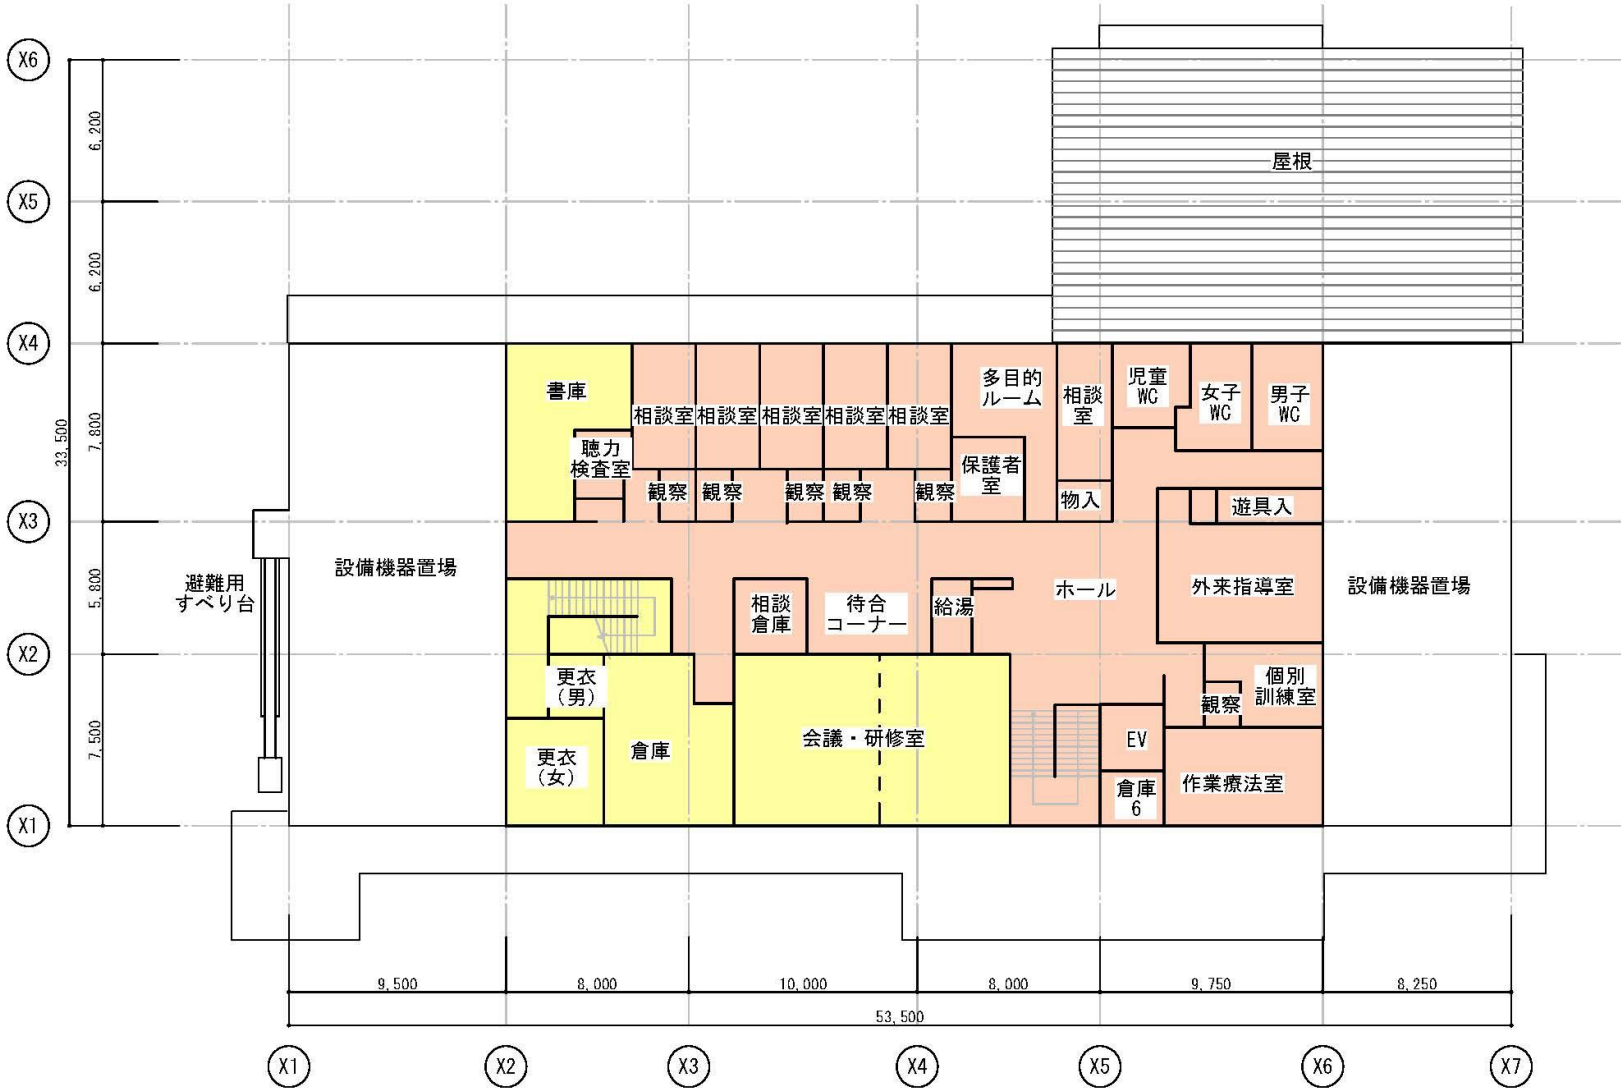 X6
X5
X4
X3
X2
X1
6,200
6,200
7,800
5,800
7,500
33,500
屋根
書庫
聴力
検査室
相談室
相談室
相談室
相談室
相談室
多目的
ルーム
相談
室
児童
WC
女子
WC
男子
WC
観察
観察
観察
観察
観察
保護者
室
物入
遊具入
避難用
すべり台
設備機器置場
相談
倉庫
待合
コーナー
給湯
ホール
外来指導室
設備機器置場
更衣
(男)
更衣
(女)
倉庫
会議・研修室
EV
倉庫
6
観察
個別
訓練室
作業療法室
9,500
8,000
10,000
8,000
9,750
8,250
53,500
X1
X2
X3
X4
X5
X6
X7